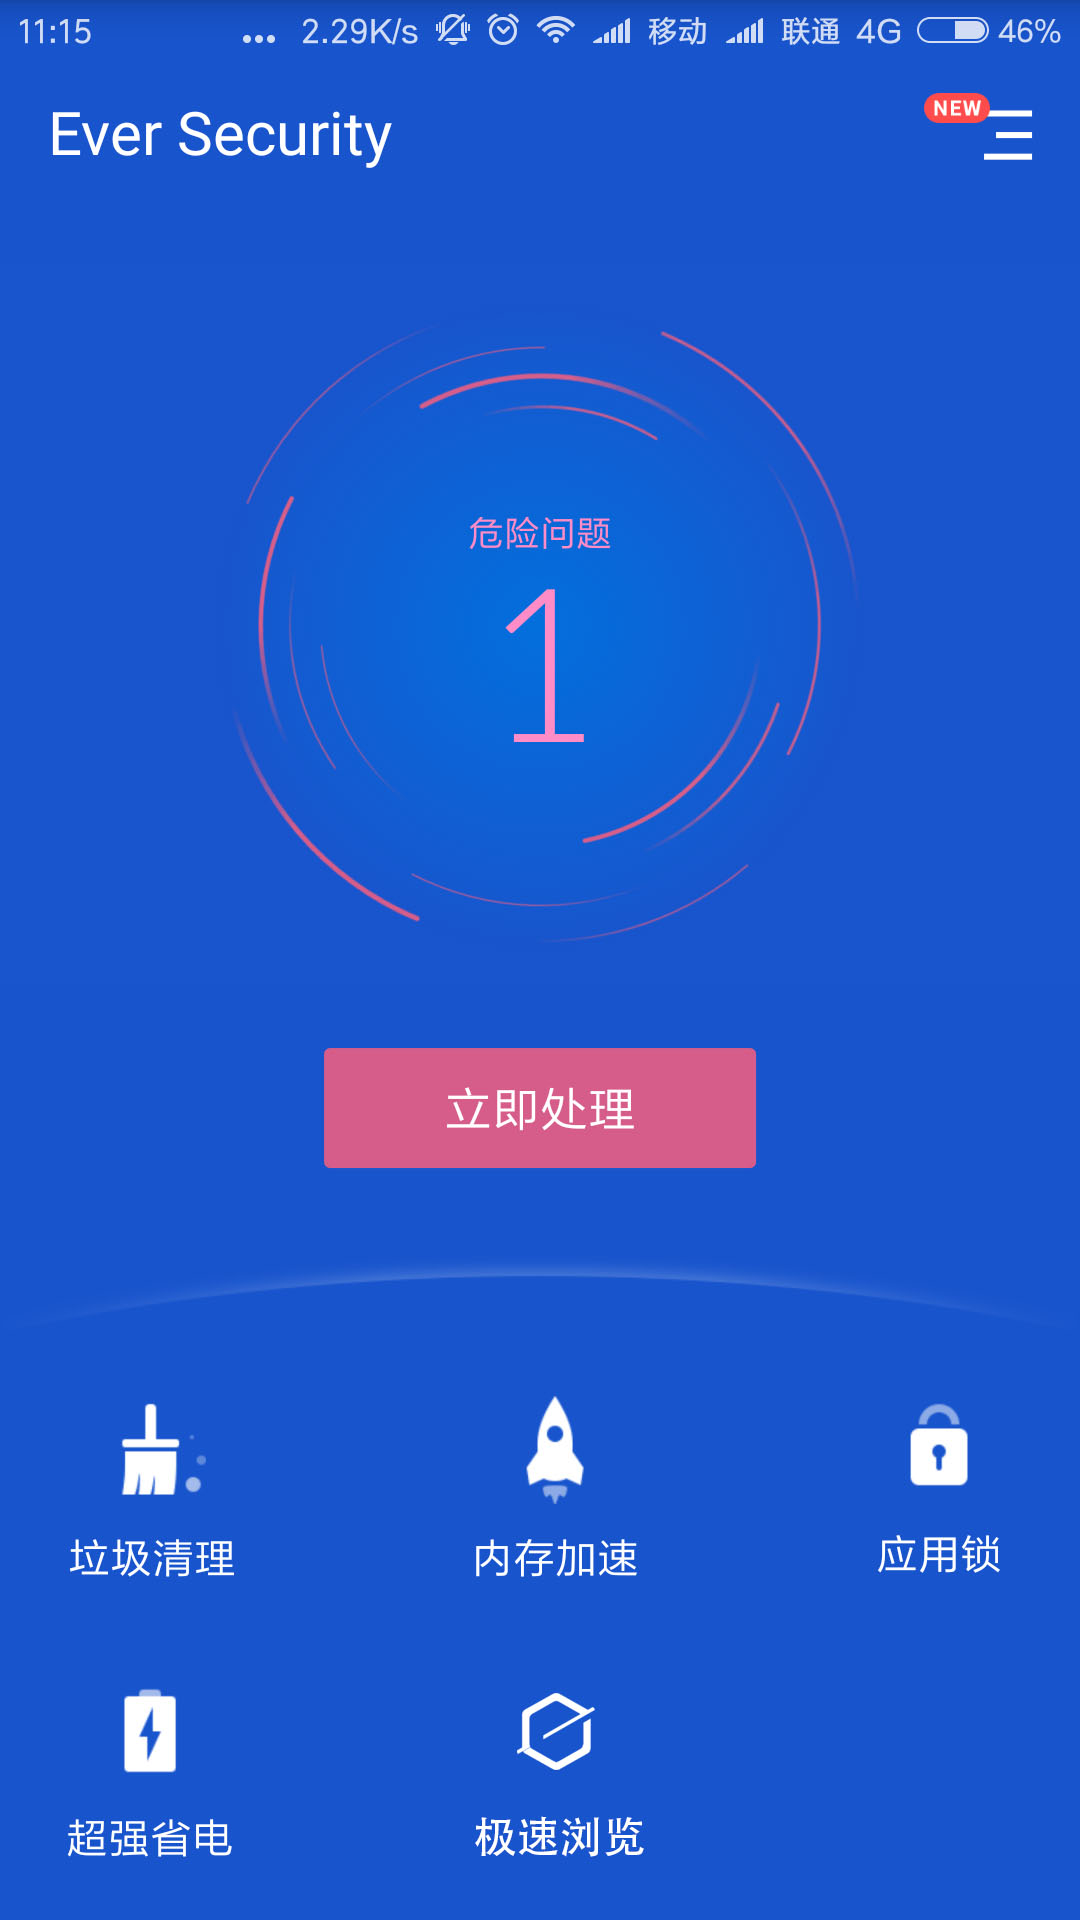 11:15 ... 2.29K/s 移动 联通 4G 46%
NEW
Ever Security
危险问题
1
立即处理
垃圾清理 内存加速 应用锁
超强省电 极速浏览